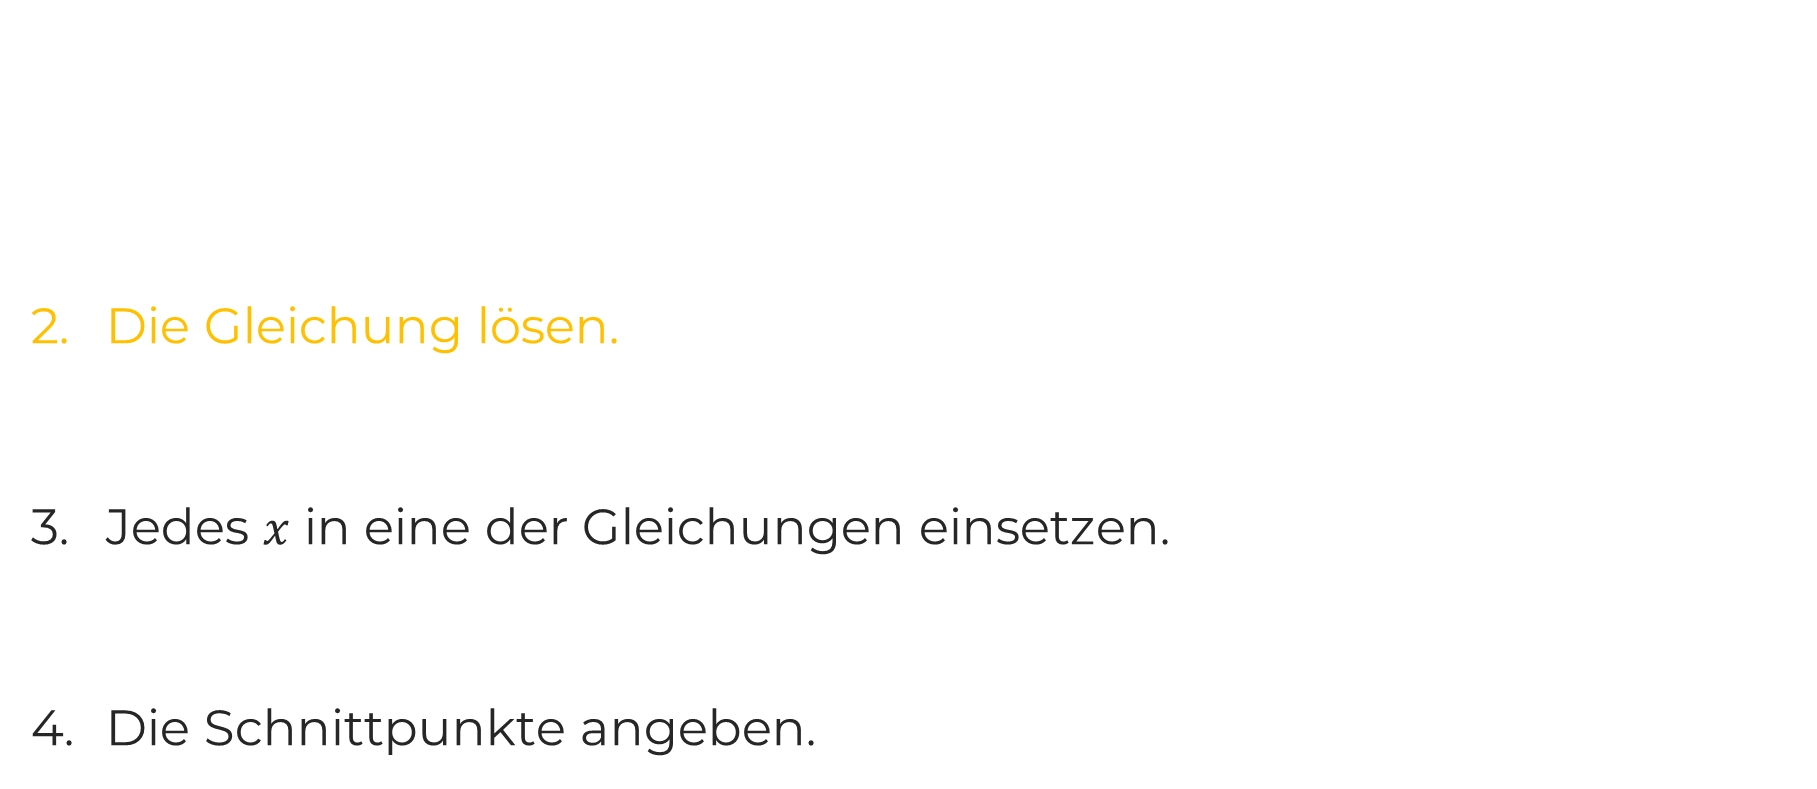 2. Die Gleichung lösen.
3. Jedes x in eine der Gleichungen einsetzen.
4. Die Schnittpunkte angeben.